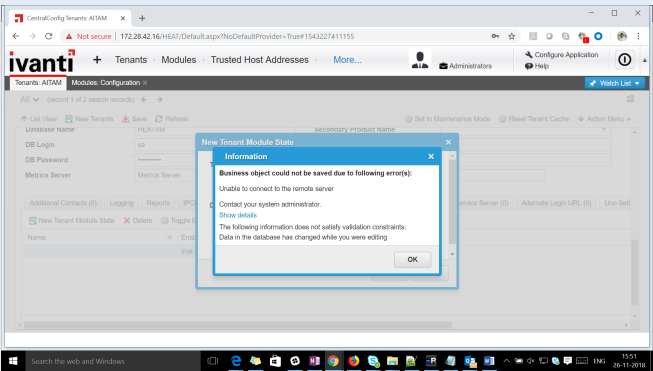 CentralConfig:Tenants: AITAM
Not secure | 172.28.42.16/HEAT/Default.aspx?NoDefaultProvider=True#1543227411155
ivanti
+ Tenants · Modules · Trusted Host Addresses · More...
Administrators
Configure Application
Help
Tenants: AITAM
Modules: Configuration
Watch List
All (record 1 of 2 search records)
List View New Tenants Save Refresh
Set In Maintenance Mode Reset Tenant Cache Action Menu
Database Name HEATSM Secondary Product Name
DB Login sa
DB Password
Metrics Server Metrics Server
Additional Contacts (0) Logging Reports
Service Server (0) Alternate Login URL (0)
New Tenant Module State Delete
Name
true
New Tenant Module State
Information
Business object could not be saved due to following error(s):
Unable to connect to the remote server
Contact your system administrator.
Show details
The following information does not satisfy validation constraints:
Data in the database has changed while you were editing
OK
Search the web and Windows
ENG
15:51
26-11-2018